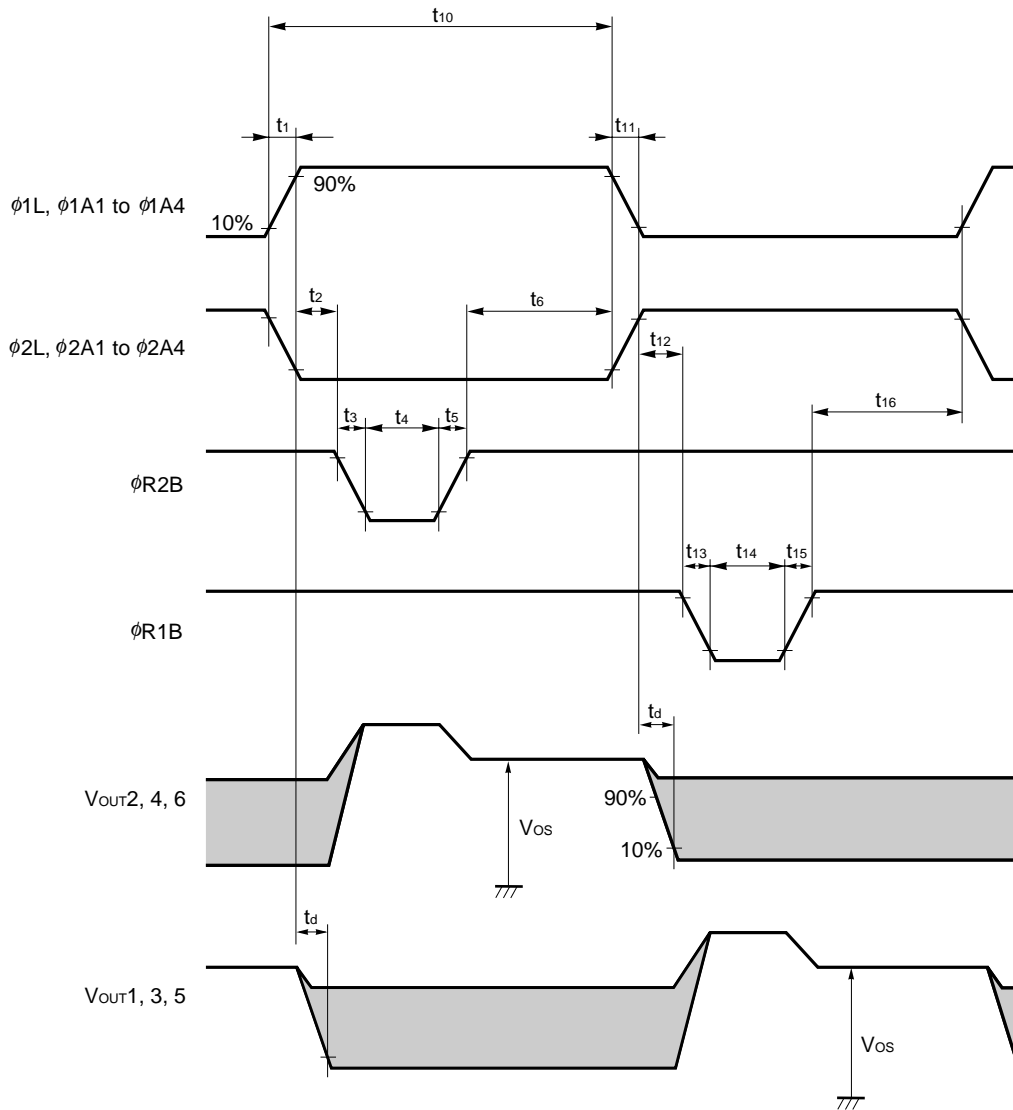 t10
t1
t11
90%
ϕ1L, ϕ1A1 to ϕ1A4
10%
t2
t6
ϕ2L, ϕ2A1 to ϕ2A4
t12
t16
t3
t4
t5
ϕR2B
t13
t14
t15
ϕR1B
td
VOUT2, 4, 6
90%
VOS
10%
td
VOUT1, 3, 5
VOS